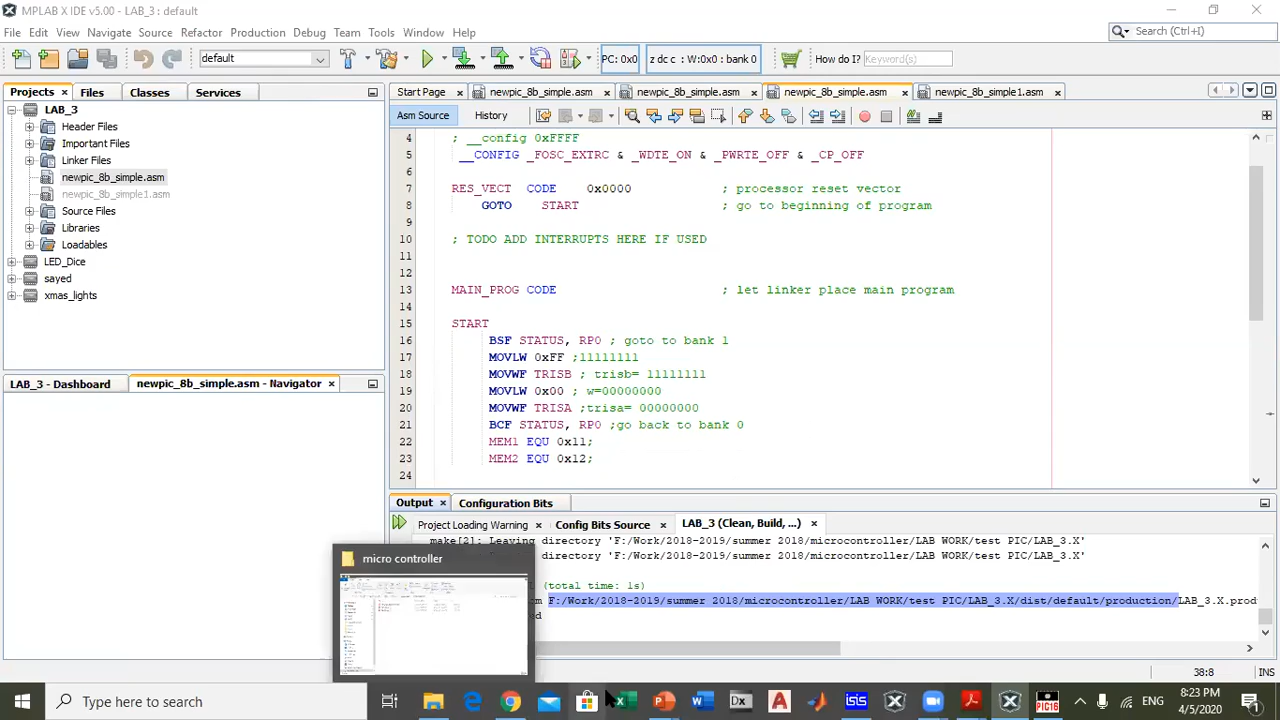 MPLAB X IDE v5.00 - LAB_3 : default
File Edit View Navigate Source Refactor Production Debug Team Tools Window Help
Search (Ctrl+I)
default
PC: 0x0
z dc c : W:0x0 : bank 0
How do I? Keyword(s)
Projects Files Classes Services
Start Page newpic_8b_simple.asm newpic_8b_simple.asm newpic_8b_simple.asm newpic_8b_simple1.asm
Asm Source History
LAB_3
Header Files
Important Files
Linker Files
newpic_8b_simple.asm
newpic_8b_simple1.asm
Source Files
Libraries
Loadables
LED_Dice
sayed
xmas_lights
4 ; __config 0xFFFF
5 __CONFIG _FOSC_EXTRC & _WDTE_ON & _PWRTE_OFF & _CP_OFF
6
7 RES_VECT CODE 0x0000 ; processor reset vector
8 GOTO START ; go to beginning of program
9
10 ; TODO ADD INTERRUPTS HERE IF USED
11
12
13 MAIN_PROG CODE ; let linker place main program
14
15 START
16 BSF STATUS, RP0 ; goto to bank 1
17 MOVLW 0xFF ;11111111
18 MOVWF TRISB ; trisb= 11111111
19 MOVLW 0x00 ; w=00000000
20 MOVWF TRISA ;trisa= 00000000
21 BCF STATUS, RP0 ;go back to bank 0
22 MEM1 EQU 0x11;
23 MEM2 EQU 0x12;
24
LAB_3 - Dashboard newpic_8b_simple.asm - Navigator
Output Configuration Bits
Project Loading Warning Config Bits Source LAB_3 (Clean, Build, ...)
make[2]: Leaving directory 'F:/Work/2018-2019/summer 2018/microcontroller/LAB WORK/test PIC/LAB_3.X'
directory 'F:/Work/2018-2019/summer 2018/microcontroller/LAB WORK/test PIC/LAB_3.X'
(total time: 1s)
F:/Work/2018-2019/summer 2018/microcontroller/LAB WORK/test PIC/LAB_3.X/dist/default/production/LAB_3
micro controller
38:8 INS
Type here to search
Dx
isis
PIC16
ENG
8:23 PM
4/5/2020
1